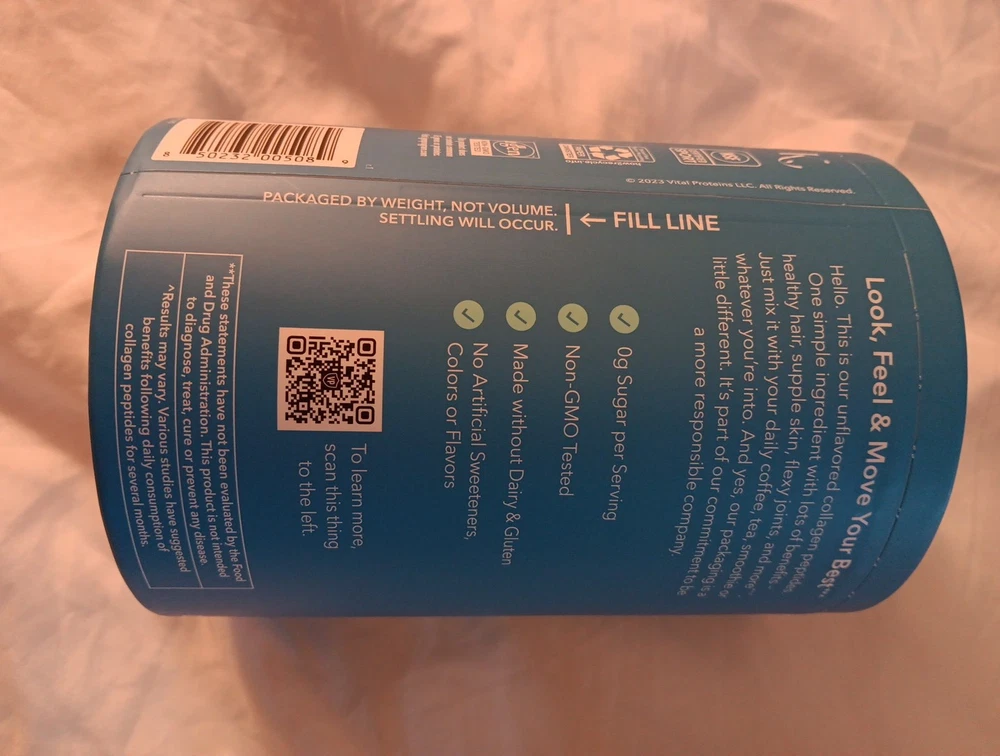 Look, Feel & Move Your Best**^
Hello. This is our unflavored collagen peptides.
One simple ingredient with lots of benefits:
healthy hair, supple skin, flexy joints, and more**^
Just mix it with your daily coffee, tea, smoothie, or
whatever you're into. And yes, our packaging is a
little different. It's part of our commitment to be
a more responsible company.
0g Sugar per Serving
Non-GMO Tested
Made without Dairy & Gluten
No Artificial Sweeteners,
Colors or Flavors
To learn more,
scan this thing
to the left.
**These statements have not been evaluated by the Food
and Drug Administration. This product is not intended
to diagnose, treat, cure or prevent any disease.
^Results may vary. Various studies have suggested
benefits following daily consumption of
collagen peptides for several months.
← FILL LINE
PACKAGED BY WEIGHT, NOT VOLUME.
SETTLING WILL OCCUR.
© 2023 Vital Proteins LLC. All Rights Reserved.
how2recycle.info
8 50232 00508 9